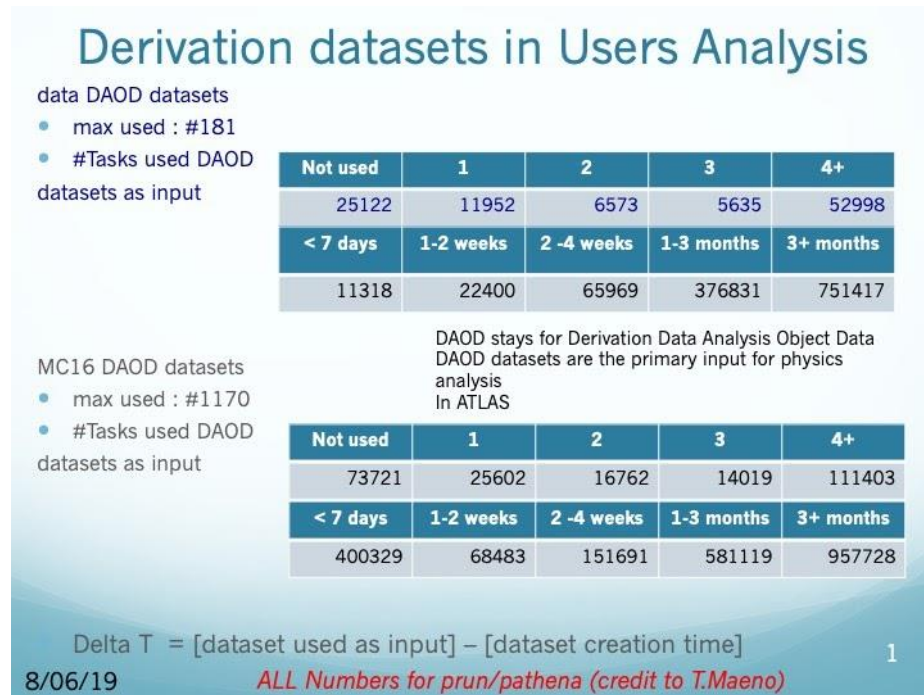 Derivation datasets in Users Analysis
data DAOD datasets
• max used : #181
• #Tasks used DAOD
datasets as input
Not used 1 2 3 4+
25122 11952 6573 5635 52998
< 7 days 1-2 weeks 2 -4 weeks 1-3 months 3+ months
11318 22400 65969 376831 751417
DAOD stays for Derivation Data Analysis Object Data
DAOD datasets are the primary input for physics
analysis
In ATLAS
MC16 DAOD datasets
• max used : #1170
• #Tasks used DAOD
datasets as input
Not used 1 2 3 4+
73721 25602 16762 14019 111403
< 7 days 1-2 weeks 2 -4 weeks 1-3 months 3+ months
400329 68483 151691 581119 957728
Delta T = [dataset used as input] – [dataset creation time]
1
8/06/19
ALL Numbers for prun/pathena (credit to T.Maeno)